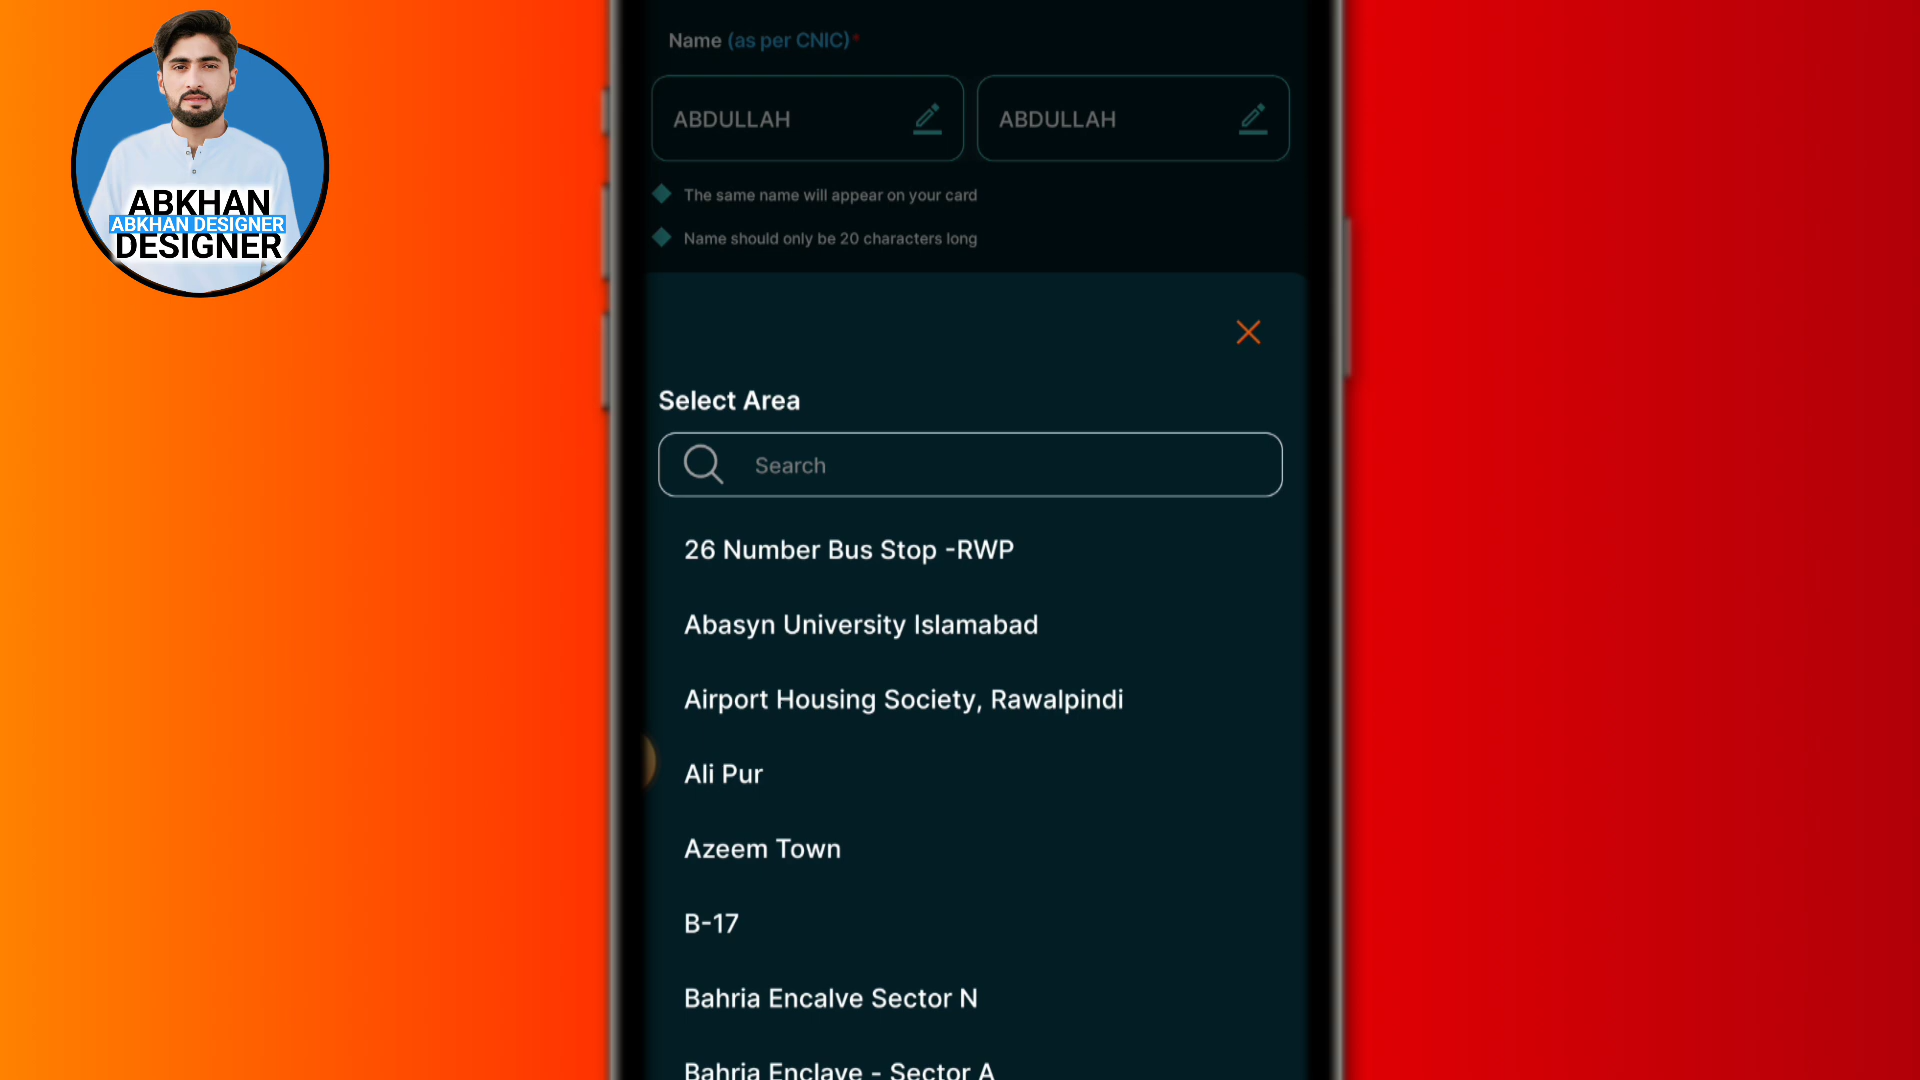 ABKHAN
ABKHAN DESIGNER
DESIGNER
Name (as per CNIC)*
ABDULLAH
ABDULLAH
The same name will appear on your card
Name should only be 20 characters long
Select Area
Search
26 Number Bus Stop -RWP
Abasyn University Islamabad
Airport Housing Society, Rawalpindi
Ali Pur
Azeem Town
B-17
Bahria Encalve Sector N
Bahria Enclave - Sector A